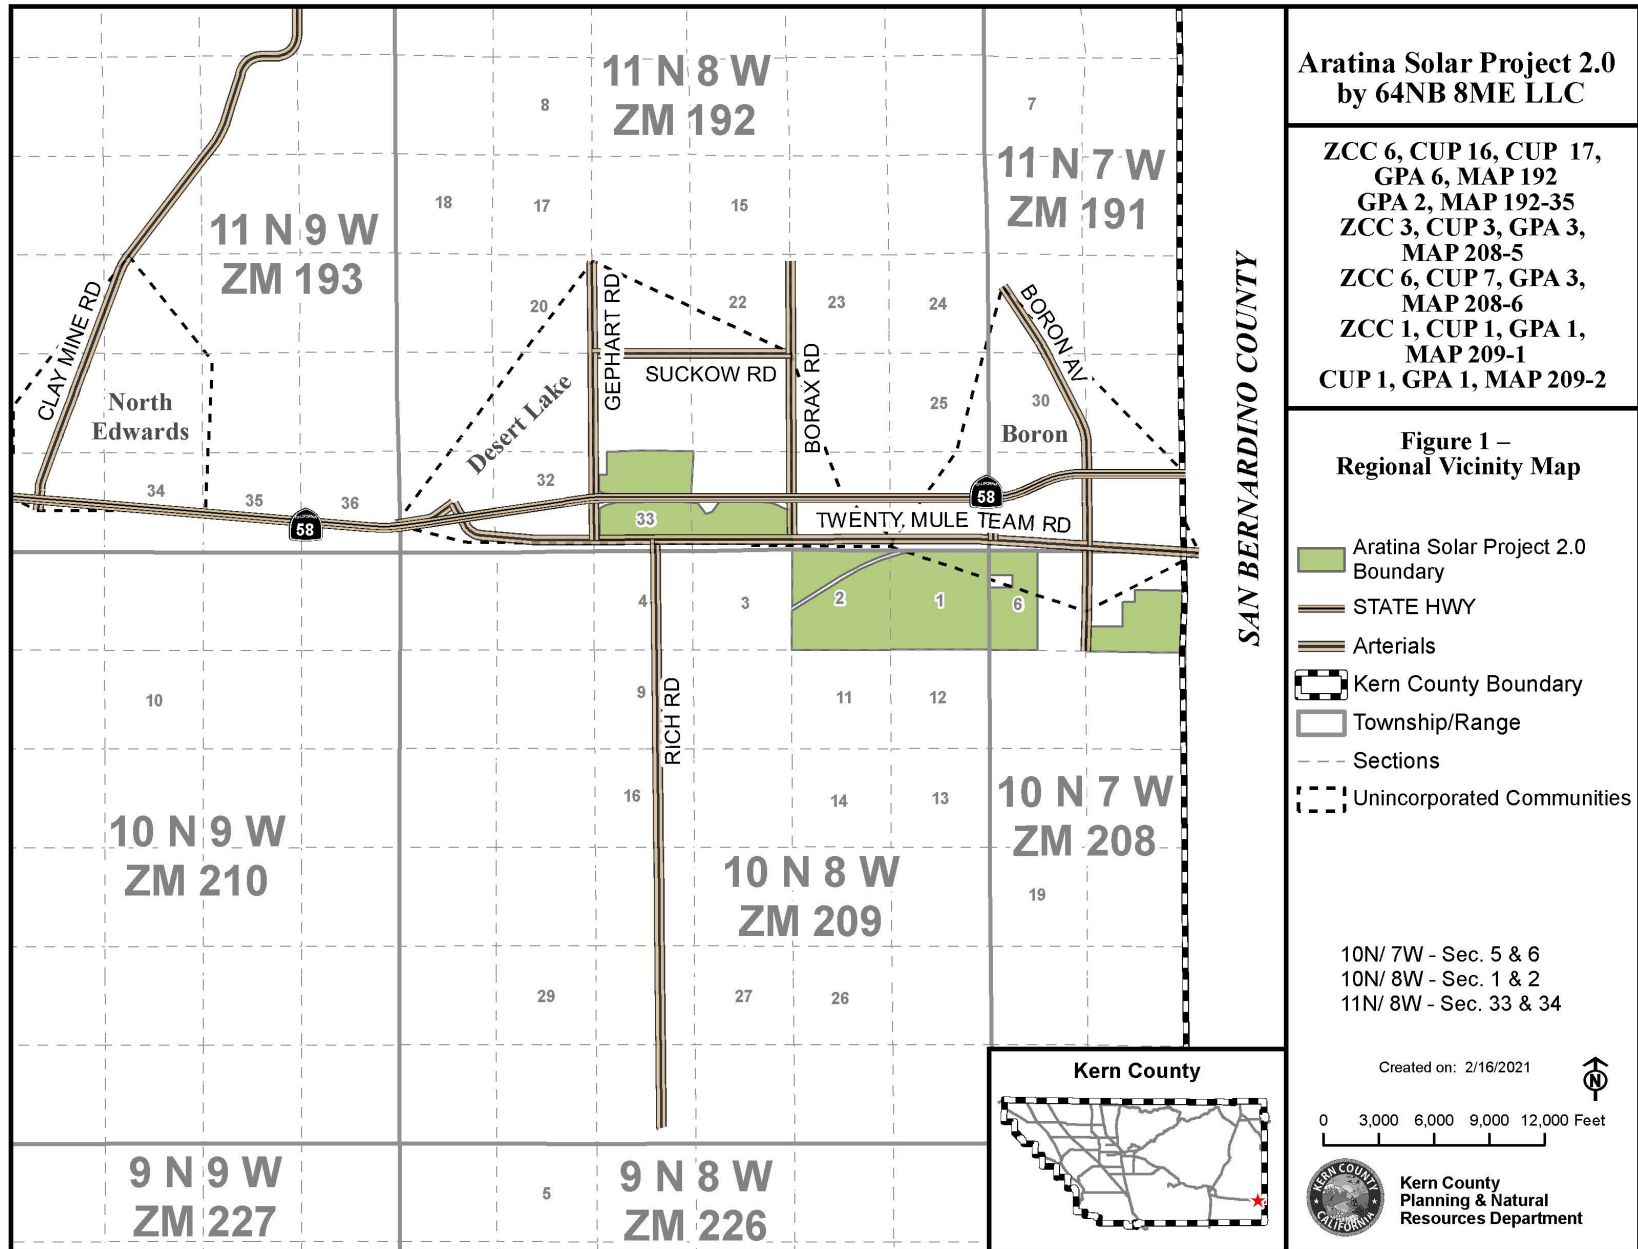 11 N 8 W
ZM 192
8
7
11 N 7 W
ZM 191
18
17
15
11 N 9 W
ZM 193
20
22
23
24
CLAY MINE RD
GEPHART RD
SUCKOW RD
BORAX RD
BORON AV
North
Edwards
Desert Lake
25
30
Boron
34
35
36
32
33
58
58
TWENTY MULE TEAM RD
SAN BERNARDINO COUNTY
4
3
2
1
6
10
9
RICH RD
11
12
16
14
13
10 N 9 W
ZM 210
10 N 8 W
ZM 209
10 N 7 W
ZM 208
19
29
27
26
9 N 9 W
ZM 227
5
9 N 8 W
ZM 226
Kern County
Aratina Solar Project 2.0
by 64NB 8ME LLC
ZCC 6, CUP 16, CUP 17,
GPA 6, MAP 192
GPA 2, MAP 192-35
ZCC 3, CUP 3, GPA 3,
MAP 208-5
ZCC 6, CUP 7, GPA 3,
MAP 208-6
ZCC 1, CUP 1, GPA 1,
MAP 209-1
CUP 1, GPA 1, MAP 209-2
Figure 1 –
Regional Vicinity Map
Aratina Solar Project 2.0
Boundary
STATE HWY
Arterials
Kern County Boundary
Township/Range
Sections
Unincorporated Communities
10N/ 7W - Sec. 5 & 6
10N/ 8W - Sec. 1 & 2
11N/ 8W - Sec. 33 & 34
Created on: 2/16/2021
N
0 3,000 6,000 9,000 12,000 Feet
KERN COUNTY
CALIFORNIA
Kern County
Planning & Natural
Resources Department